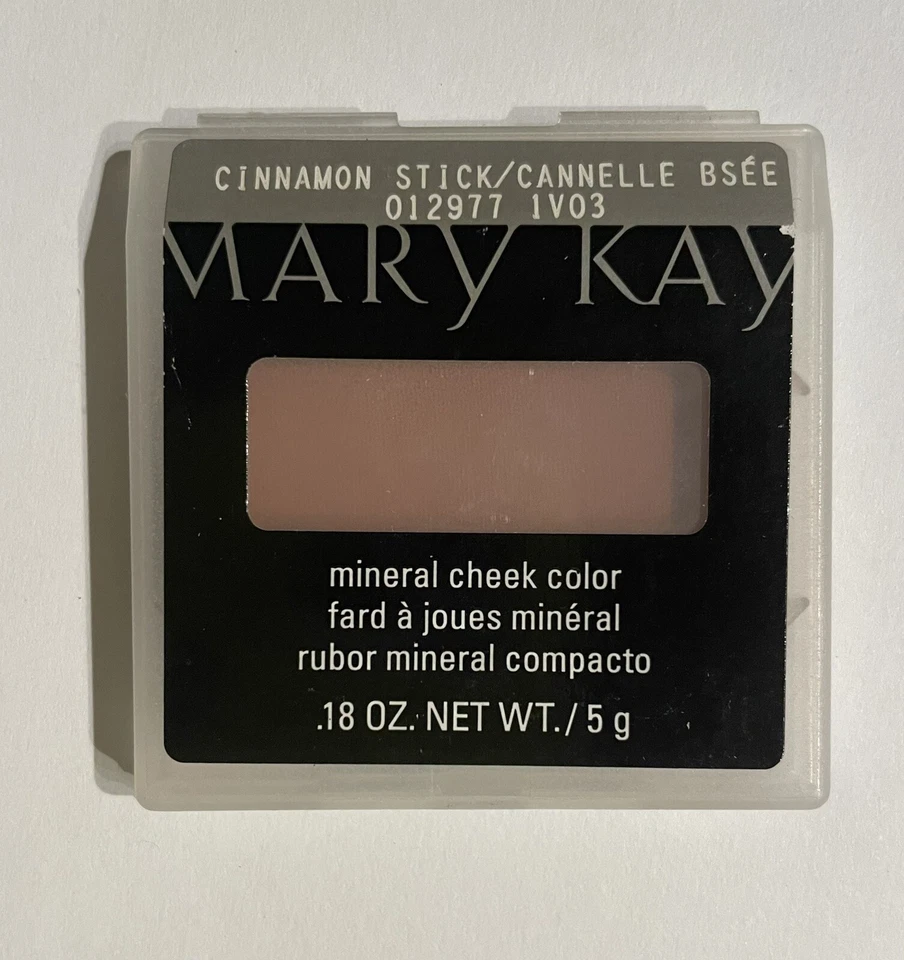 CiNNAMON STiCK/CANNELLE BSÉE
012977 1V03
MARY KAY
mineral cheek color
fard à joues minéral
rubor mineral compacto
.18 OZ. NET WT./ 5 g